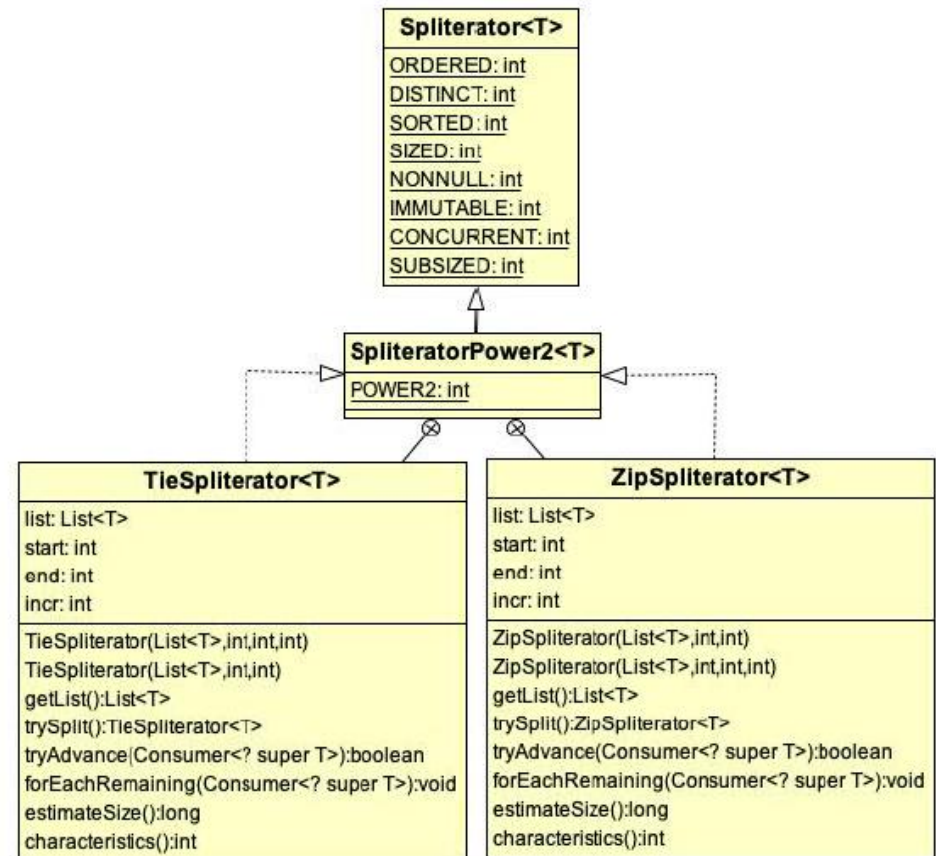 Spliterator<T>
ORDERED: int
DISTINCT: int
SORTED: int
SIZED: int
NONNULL: int
IMMUTABLE: int
CONCURRENT: int
SUBSIZED: int
SpliteratorPower2<T>
POWER2: int
TieSpliterator<T>
list: List<T>
start: int
end: int
incr: int
TieSpliterator(List<T>,int,int,int)
TieSpliterator(List<T>,int,int)
getList():List<T>
trySplit():TieSpliterator<T>
tryAdvance(Consumer<? super T>):boolean
forEachRemaining(Consumer<? super T>):void
estimateSize():long
characteristics():int
ZipSpliterator<T>
list: List<T>
start: int
end: int
incr: int
ZipSpliterator(List<T>,int,int)
ZipSpliterator(List<T>,int,int,int)
getList():List<T>
trySplit():ZipSpliterator<T>
tryAdvance(Consumer<? super T>):boolean
forEachRemaining(Consumer<? super T>):void
estimateSize():long
characteristics():int